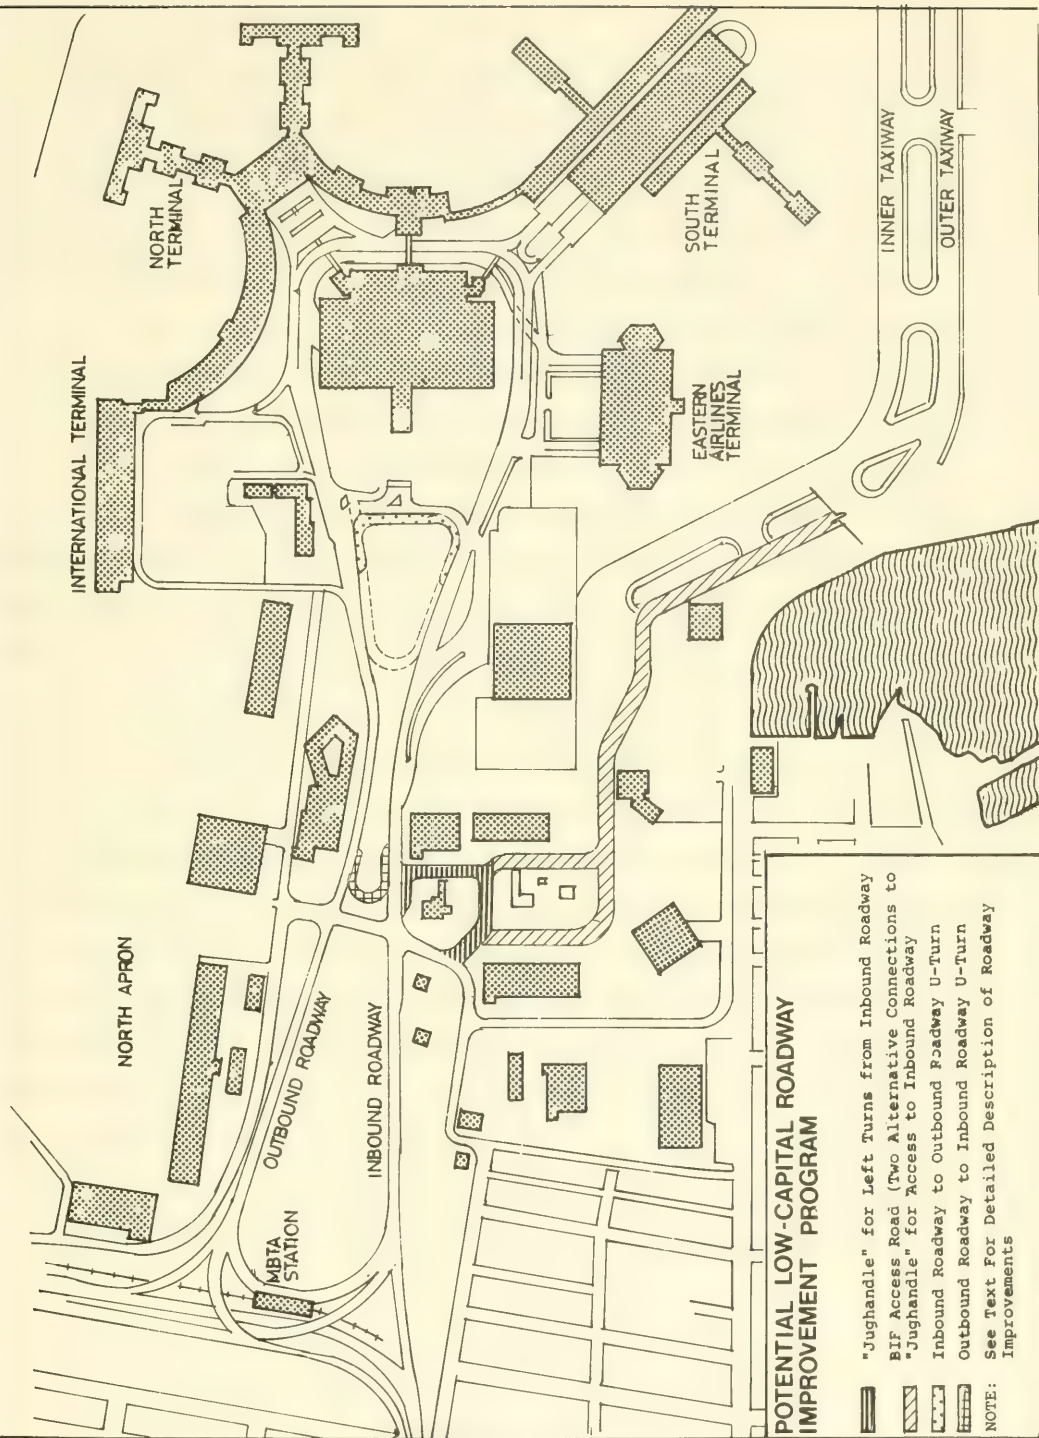 INTERNATIONAL TERMINAL
NORTH
TERMINAL
SOUTH
TERMINAL
INNER TAXIWAY
OUTER TAXIWAY
EASTERN
AIRLINES
TERMINAL
NORTH APRON
OUTBOUND ROADWAY
INBOUND ROADWAY
MBTA
STATION
POTENTIAL LOW-CAPITAL ROADWAY
IMPROVEMENT PROGRAM
"Jughandle" for Left Turns from Inbound Roadway
BIF Access Road (Two Alternative Connections to
"Jughandle" for Access to Inbound Roadway
Inbound Roadway to Outbound Roadway U-Turn
Outbound Roadway to Inbound Roadway U-Turn
NOTE: See Text For Detailed Description of Roadway
Improvements